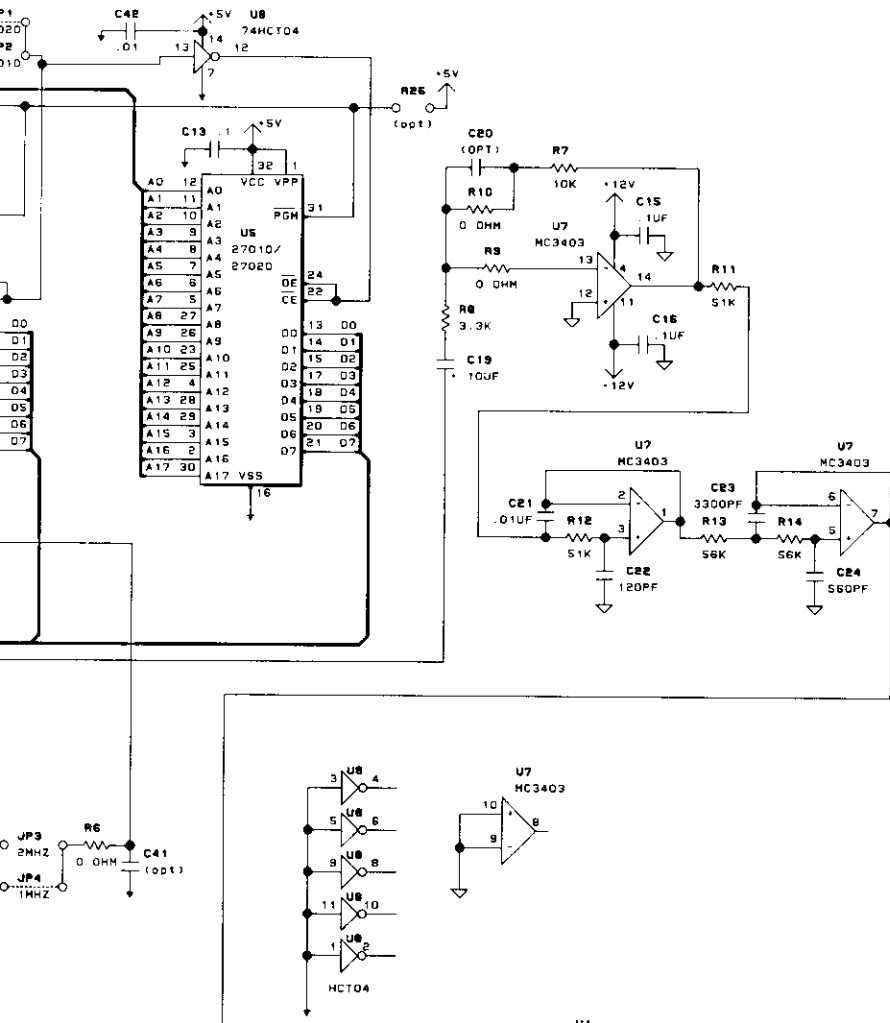 C42
+5V
U8
74HCT04
.01
14
13
12
7
+5V
R26
(opt)
C13
.1
+5V
32
1
VCC
VPP
A0 12 A0
A1 11 A1
A2 10 A2
A3 9 A3
A4 8 A4
A5 7 A5
A6 6 A6
A7 5 A7
A8 27 A8
A9 26 A9
A10 23 A10
A11 25 A11
A12 4 A12
A13 28 A13
A14 29 A14
A15 3 A15
A16 2 A16
A17 30 A17
VSS
16
U5
27010/
27020
PGM 31
OE 24
CE 22
O0 13 D0
O1 14 D1
O2 15 D2
O3 17 D3
O4 18 D4
O5 19 D5
O6 20 D6
O7 21 D7
D0
D1
D2
D3
D4
D5
D6
D7
C20
(OPT)
R7
10K
R10
0 OHM
R9
0 OHM
R8
3.3K
C19
+ 10UF
+12V
C15
.1UF
U7
MC3403
13
-
4
14
12
+
11
R11
51K
C16
.1UF
-12V
U7
MC3403
C21
.01UF
R12
51K
2
-
3
+
1
C22
120PF
R13
56K
U7
MC3403
C23
3300PF
R14
56K
6
-
5
+
7
C24
560PF
JP3
2MHZ
JP4
1MHZ
R6
0 OHM
C41
(opt)
U8
3 4
U8
5 6
U8
9 8
U8
11 10
U8
1 2
HCT04
U7
MC3403
10
+
9
-
8